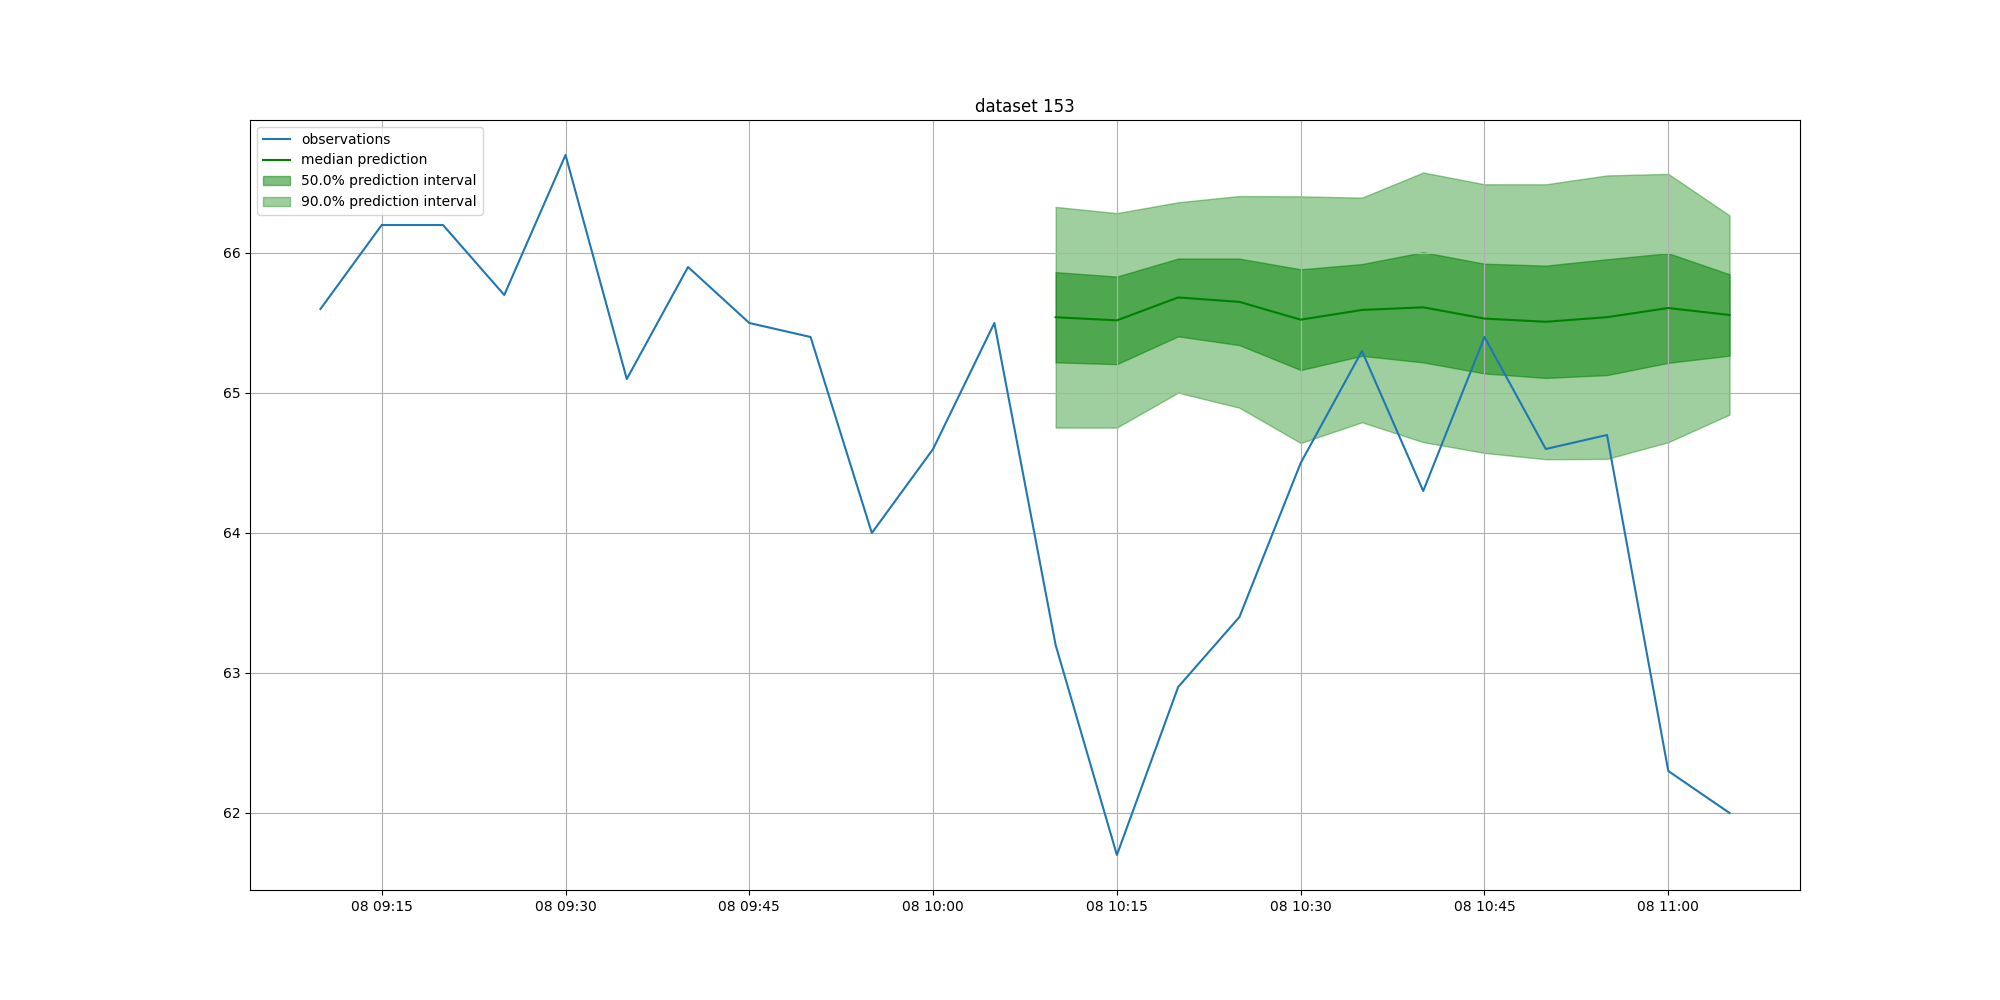 dataset 153
observations
median prediction
50.0% prediction interval
90.0% prediction interval
66
65
64
63
62
08 09:15 08 09:30 08 09:45 08 10:00 08 10:15 08 10:30 08 10:45 08 11:00